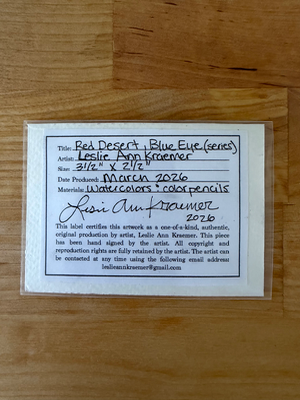 Title: Red Desert, Blue Eye (series)
Artist: Leslie Ann Kraemer
Size: 3 1/2" X 2 1/2"
Date Produced: March 2026
Materials: Watercolors & colorpencils
Leslie Ann Kraemer
2026
This label certifies this artwork as a one-of-a-kind, authentic,
original production by artist, Leslie Ann Kraemer. This piece
has been hand signed by the artist. All copyright and
reproduction rights are fully retained by the artist. The artist can
be contacted at any time using the following email address:
leslieannkraemer@gmail.com